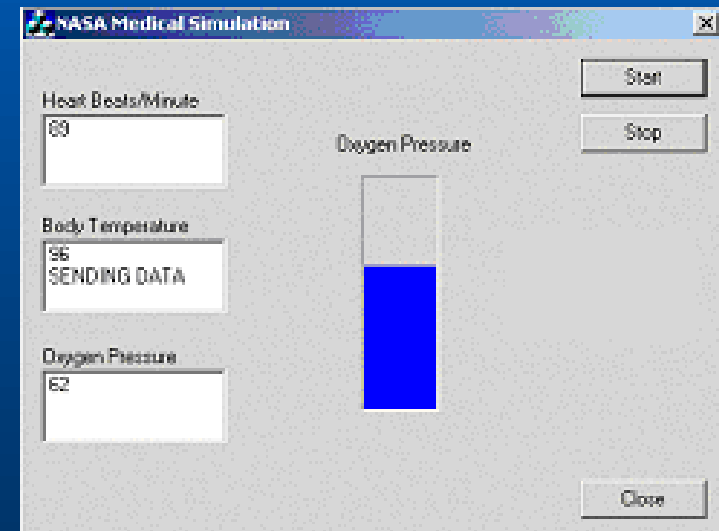 NASA Medical Simulation
Start
Heart Beats/Minute
89
Stop
Oxygen Pressure
Body Temperature
96
SENDING DATA
Oxygen Pressure
62
Close